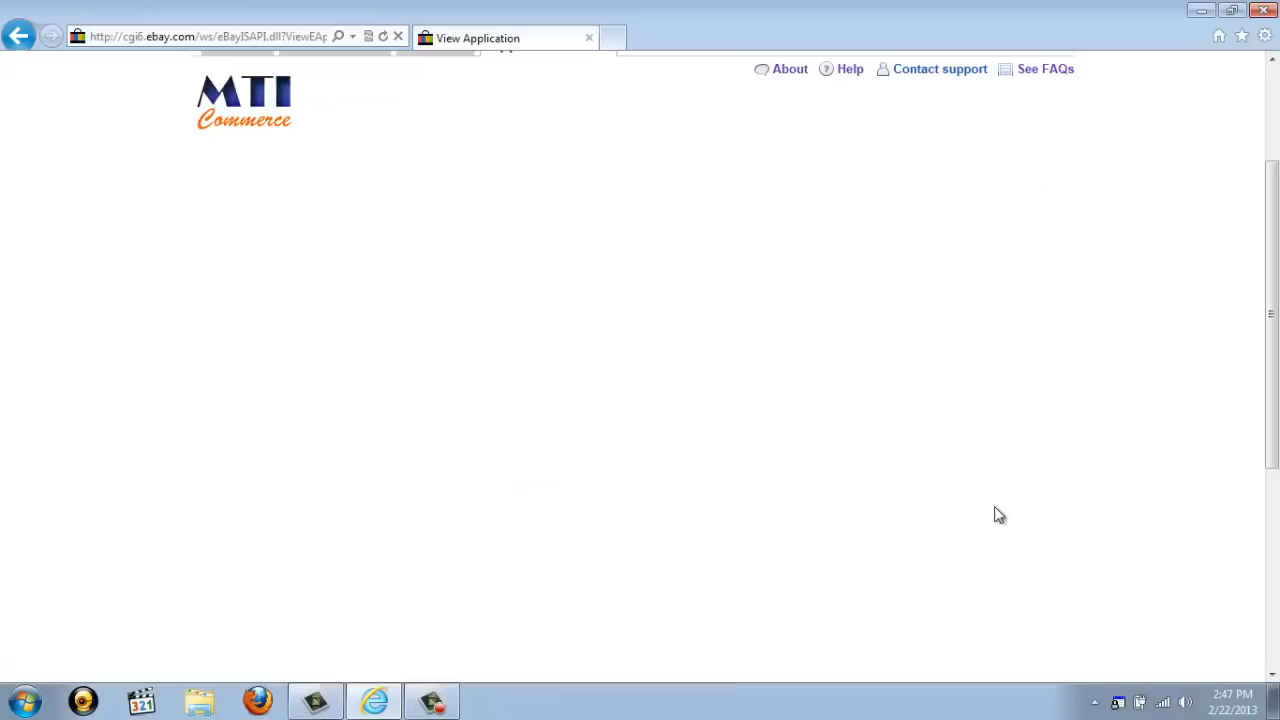 http://cgi6.ebay.com/ws/eBayISAPI.dll?ViewEAp
View Application
About
Help
Contact support
See FAQs
MTI
Commerce
321
2:47 PM
2/22/2013